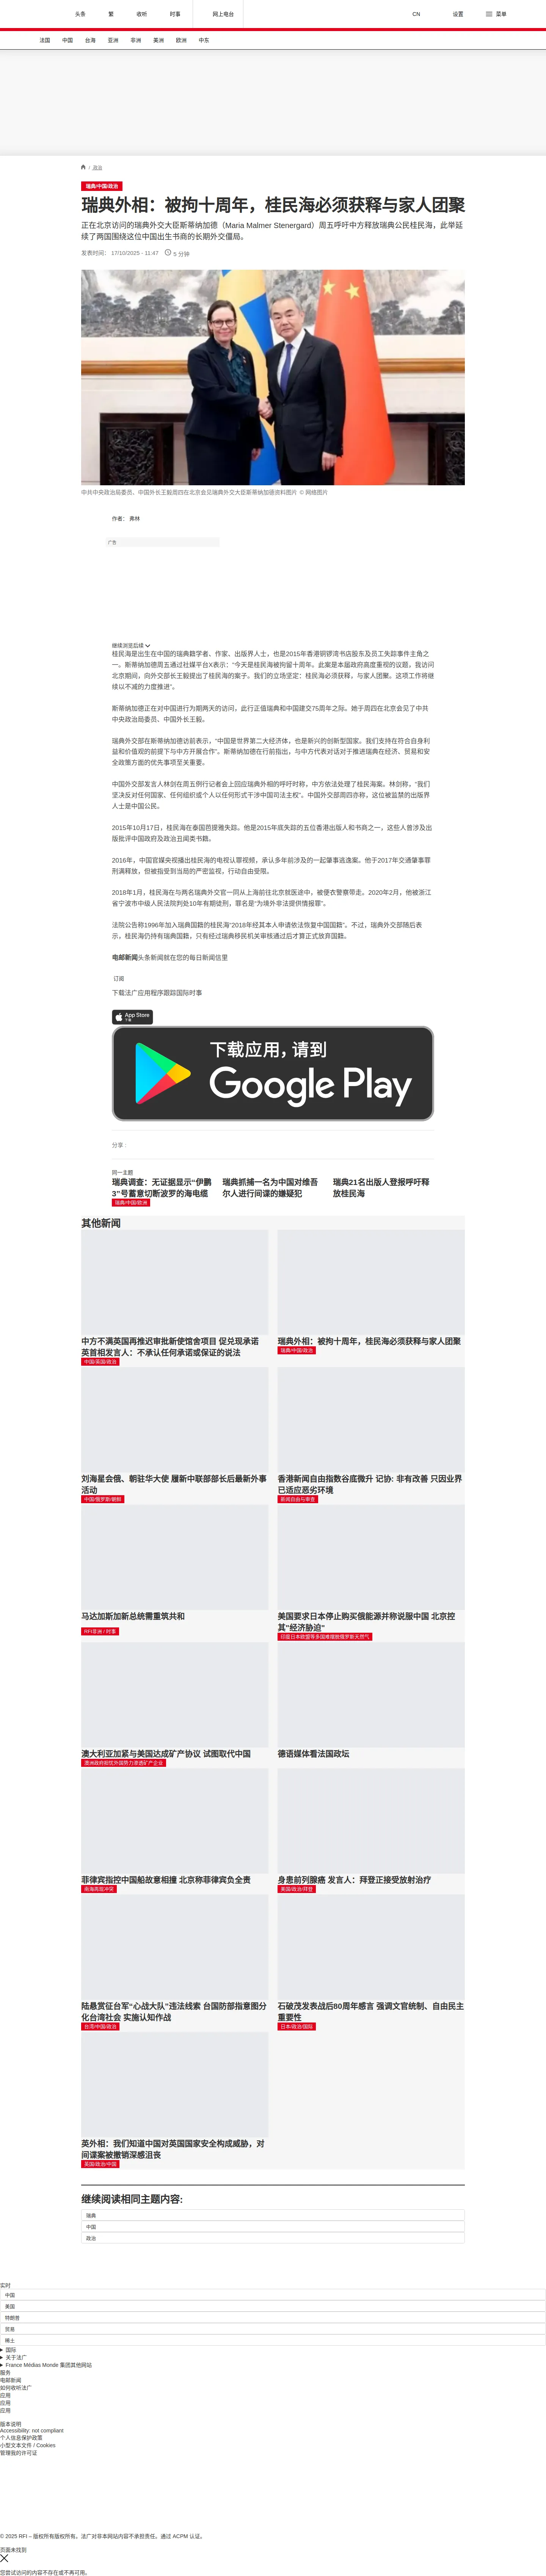 头条
繁
收听
时事
网上电台
CN
设置
菜单
法国
中国
台海
亚洲
非洲
美洲
欧洲
中东
/ 政治
瑞典/中国/政治
瑞典外相：被拘十周年，桂民海必须获释与家人团聚
正在北京访问的瑞典外交大臣斯蒂纳加德（Maria Malmer Stenergard）周五呼吁中方释放瑞典公民桂民海，此举延
续了两国围绕这位中国出生书商的长期外交僵局。
发表时间： 17/10/2025 - 11:47
5 分钟
中共中央政治局委员、中国外长王毅周四在北京会见瑞典外交大臣斯蒂纳加德资料图片 © 网络图片
作者： 弗林
广告
继续浏览后续
桂民海是出生在中国的瑞典籍学者、作家、出版界人士，也是2015年香港铜锣湾书店股东及员工失踪事件主角之
一。斯蒂纳加德周五通过社媒平台X表示：“今天是桂民海被拘留十周年。此案是本届政府高度重视的议题，我访问
北京期间，向外交部长王毅提出了桂民海的案子。我们的立场坚定：桂民海必须获释，与家人团聚。这项工作将继
续以不减的力度推进”。
斯蒂纳加德正在对中国进行为期两天的访问，此行正值瑞典和中国建交75周年之际。她于周四在北京会见了中共
中央政治局委员、中国外长王毅。
瑞典外交部在斯蒂纳加德访前表示，“中国是世界第二大经济体，也是新兴的创新型国家。我们支持在符合自身利
益和价值观的前提下与中方开展合作”。斯蒂纳加德在行前指出，与中方代表对话对于推进瑞典在经济、贸易和安
全政策方面的优先事项至关重要。
中国外交部发言人林剑在周五例行记者会上回应瑞典外相的呼吁时称，中方依法处理了桂民海案。林剑称，“我们
坚决反对任何国家、任何组织或个人以任何形式干涉中国司法主权”。中国外交部周四亦称，这位被监禁的出版界
人士是中国公民。
2015年10月17日，桂民海在泰国芭提雅失踪。他是2015年底失踪的五位香港出版人和书商之一，这些人曾涉及出
版批评中国政府及政治丑闻类书籍。
2016年，中国官媒央视播出桂民海的电视认罪视频，承认多年前涉及的一起肇事逃逸案。他于2017年交通肇事罪
刑满释放，但被指受到当局的严密监视，行动自由受限。
2018年1月，桂民海在与两名瑞典外交官一同从上海前往北京就医途中，被便衣警察带走。2020年2月，他被浙江
省宁波市中级人民法院判处10年有期徒刑，罪名是“为境外非法提供情报罪”。
法院公告称1996年加入瑞典国籍的桂民海“2018年经其本人申请依法恢复中国国籍”。不过，瑞典外交部随后表
示，桂民海仍持有瑞典国籍，只有经过瑞典移民机关审核通过后才算正式放弃国籍。
电邮新闻头条新闻就在您的每日新闻信里
订阅
下载法广应用程序跟踪国际时事
App Store
下载
下载应用，请到
Google Play
分享 :
同一主题
瑞典调查：无证据显示“伊鹏
3”号蓄意切断波罗的海电缆
瑞典/中国/欧洲
瑞典抓捕一名为中国对维吾
尔人进行间谍的嫌疑犯
瑞典21名出版人登报呼吁释
放桂民海
其他新闻
中方不满英国再推迟审批新使馆舍项目 促兑现承诺
英首相发言人：不承认任何承诺或保证的说法
中国/英国/政治
瑞典外相：被拘十周年，桂民海必须获释与家人团聚
瑞典/中国/政治
刘海星会俄、朝驻华大使 履新中联部部长后最新外事
活动
中国/俄罗斯/朝鲜
香港新闻自由指数谷底微升 记协: 非有改善 只因业界
已适应恶劣环境
新闻自由与审查
马达加斯加新总统需重筑共和
RFI非洲 / 时事
美国要求日本停止购买俄能源并称说服中国 北京控
其"经济胁迫"
印度日本欧盟等多国难摆脱俄罗斯天然气
澳大利亚加紧与美国达成矿产协议 试图取代中国
澳洲政府担忧外国势力渗透矿产企业
德语媒体看法国政坛
菲律宾指控中国船故意相撞 北京称菲律宾负全责
南海高层冲突
身患前列腺癌 发言人：拜登正接受放射治疗
美国/政治/拜登
陆悬赏征台军“心战大队”违法线索 台国防部指意图分
化台湾社会 实施认知作战
台湾/中国/政治
石破茂发表战后80周年感言 强调文官统制、自由民主
重要性
日本/政治/国际
英外相：我们知道中国对英国国家安全构成威胁，对
间谍案被撤销深感沮丧
英国/政治/中国
继续阅读相同主题内容:
瑞典
中国
政治
实时
中国
美国
特朗普
贸易
稀土
国际
关于法广
France Médias Monde 集团其他网站
服务
电邮新闻
如何收听法广
应用
应用
应用
版本说明
Accessibility: not compliant
个人信息保护政策
小型文本文件 / Cookies
管理我的许可证
© 2025 RFI – 版权所有版权所有。法广对非本网站内容不承担责任。通过 ACPM 认证。
页面未找到
您尝试访问的内容不存在或不再可用。